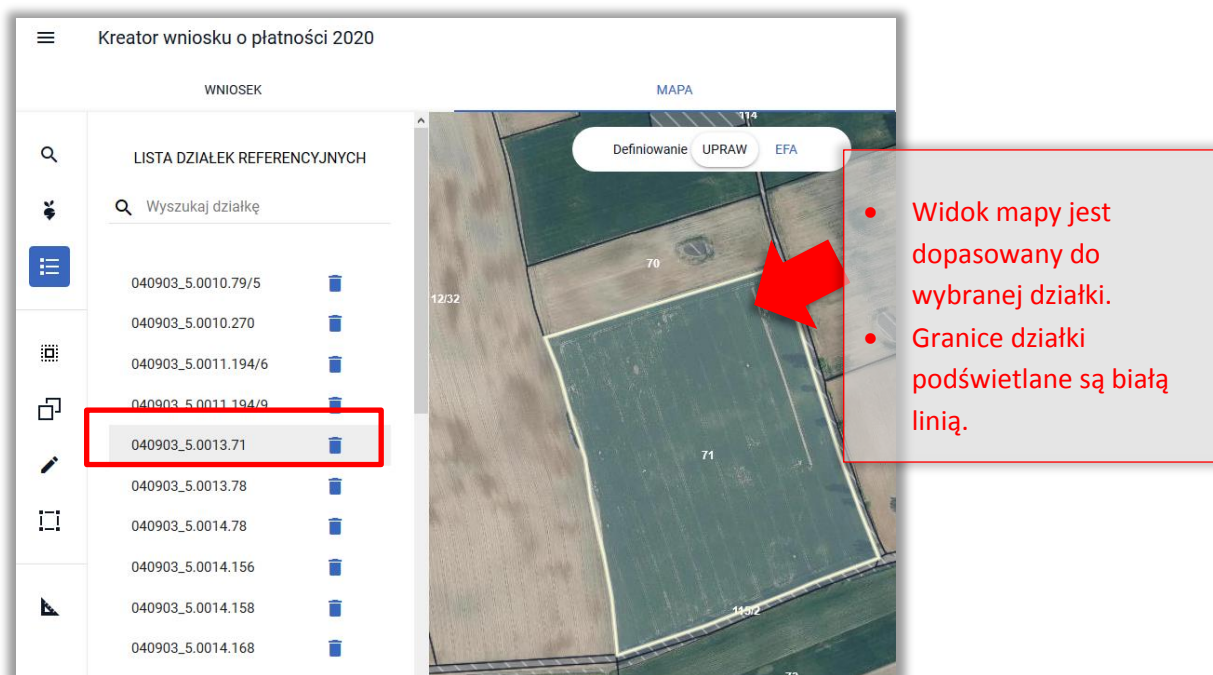 Kreator wniosku o płatności 2020
WNIOSEK
MAPA
LISTA DZIAŁEK REFERENCYJNYCH
Wyszukaj działkę
040903_5.0010.79/5
040903_5.0010.270
040903_5.0011.194/6
040903_5.0011.194/9
040903_5.0013.71
040903_5.0013.78
040903_5.0014.78
040903_5.0014.156
040903_5.0014.158
040903_5.0014.168
114
Definiowanie UPRAW EFA
70
12/32
71
113/2
72
• Widok mapy jest
dopasowany do
wybranej działki.
• Granice działki
podświetlane są białą
linią.